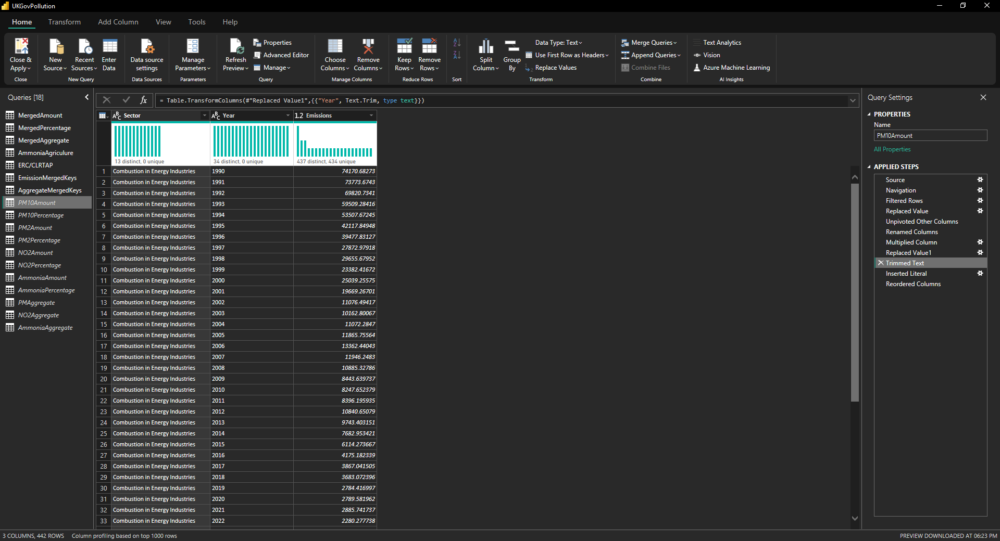 UKGovPollution
Home Transform Add Column View Tools Help
Close & Apply
Close
New Source
Recent Sources
Enter Data
New Query
Data source settings
Data Sources
Manage Parameters
Parameters
Refresh Preview
Properties
Advanced Editor
Manage
Query
Choose Columns
Remove Columns
Manage Columns
Keep Rows
Remove Rows
Reduce Rows
Sort
Split Column
Group By
Data Type: Text
Use First Row as Headers
Replace Values
Transform
Merge Queries
Append Queries
Combine Files
Combine
Text Analytics
Vision
Azure Machine Learning
AI Insights
Queries [18]
MergedAmount
MergedPercentage
MergedAggregate
AmmoniaAgriculure
ERC/CLRTAP
EmissionMergedKeys
AggregateMergedKeys
PM10Amount
PM10Percentage
PM2Amount
PM2Percentage
NO2Amount
NO2Percentage
AmmoniaAmount
AmmoniaPercentage
PMAggregate
NO2Aggregate
AmmoniaAggregate
fx = Table.TransformColumns(#"Replaced Value1",{{"Year", Text.Trim, type text}})
ABC Sector ABC Year 1.2 Emissions
13 distinct, 0 unique 34 distinct, 0 unique 437 distinct, 434 unique
1 Combustion in Energy Industries 1990 74170.68273
2 Combustion in Energy Industries 1991 73773.6743
3 Combustion in Energy Industries 1992 69820.7341
4 Combustion in Energy Industries 1993 59509.28416
5 Combustion in Energy Industries 1994 53507.67245
6 Combustion in Energy Industries 1995 42117.84948
7 Combustion in Energy Industries 1996 39477.83127
8 Combustion in Energy Industries 1997 27872.97918
9 Combustion in Energy Industries 1998 29655.67952
10 Combustion in Energy Industries 1999 23382.41672
11 Combustion in Energy Industries 2000 25039.25575
12 Combustion in Energy Industries 2001 19669.26701
13 Combustion in Energy Industries 2002 11076.49417
14 Combustion in Energy Industries 2003 10162.80067
15 Combustion in Energy Industries 2004 11072.2847
16 Combustion in Energy Industries 2005 11865.75564
17 Combustion in Energy Industries 2006 13362.44043
18 Combustion in Energy Industries 2007 11946.2483
19 Combustion in Energy Industries 2008 10885.32786
20 Combustion in Energy Industries 2009 8443.639737
21 Combustion in Energy Industries 2010 8247.652379
22 Combustion in Energy Industries 2011 8396.195935
23 Combustion in Energy Industries 2012 10840.65079
24 Combustion in Energy Industries 2013 9743.403151
25 Combustion in Energy Industries 2014 7682.953421
26 Combustion in Energy Industries 2015 6114.273667
27 Combustion in Energy Industries 2016 4175.182339
28 Combustion in Energy Industries 2017 3867.041505
29 Combustion in Energy Industries 2018 3683.072396
30 Combustion in Energy Industries 2019 2784.416997
31 Combustion in Energy Industries 2020 2789.581962
32 Combustion in Energy Industries 2021 2885.741737
33 Combustion in Energy Industries 2022 2280.277738
Query Settings
PROPERTIES
Name
PM10Amount
All Properties
APPLIED STEPS
Source
Navigation
Filtered Rows
Replaced Value
Unpivoted Other Columns
Renamed Columns
Multiplied Column
Replaced Value1
Trimmed Text
Inserted Literal
Reordered Columns
3 COLUMNS, 442 ROWS Column profiling based on top 1000 rows
PREVIEW DOWNLOADED AT 06:23 PM